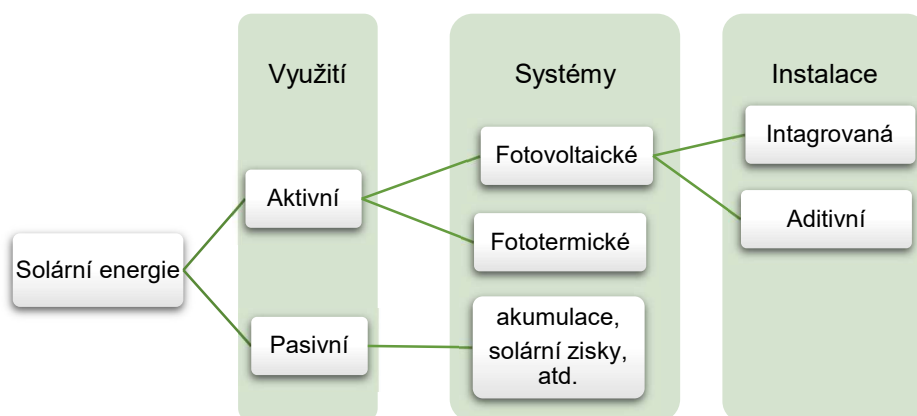 Využití
Systémy
Instalace
Solární energie
Aktivní
Pasivní
Fotovoltaické
Fototermické
akumulace,
solární zisky,
atd.
Intagrovaná
Aditivní